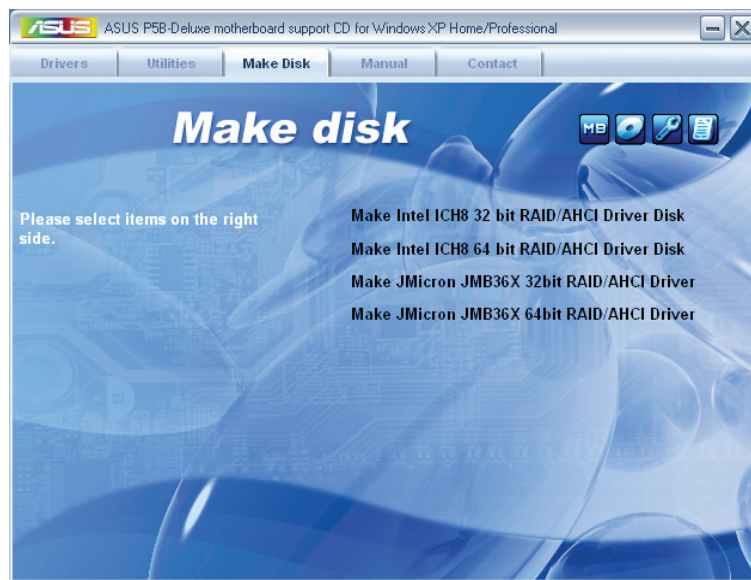 ASUS ASUS P5B-Deluxe motherboard support CD for Windows XP Home/Professional
Drivers Utilities Make Disk Manual Contact
Make disk
MB
Please select items on the right
side.
Make Intel ICH8 32 bit RAID/AHCI Driver Disk
Make Intel ICH8 64 bit RAID/AHCI Driver Disk
Make JMicron JMB36X 32bit RAID/AHCI Driver
Make JMicron JMB36X 64bit RAID/AHCI Driver